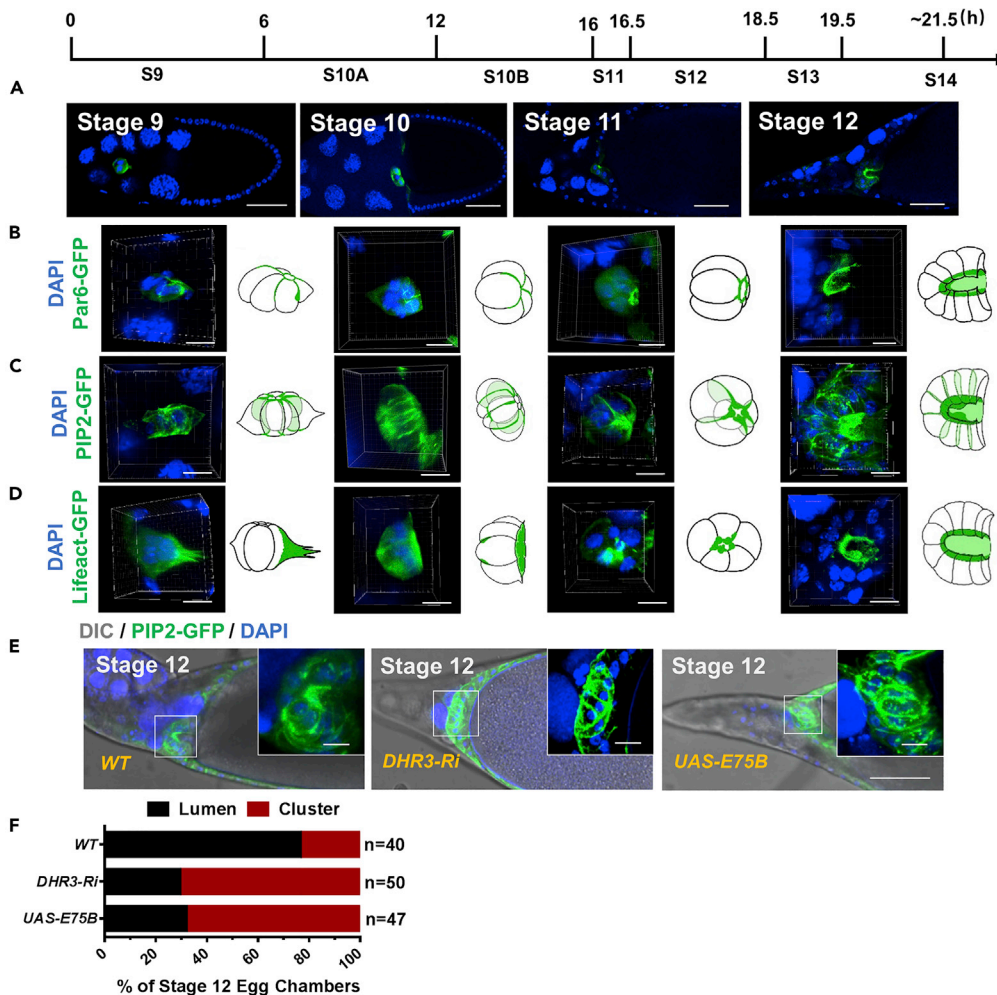 0 6 12 16 16.5 18.5 19.5 ~21.5 (h)
S9 S10A S10B S11 S12 S13 S14
A
Stage 9 Stage 10 Stage 11 Stage 12
B
DAPI
Par6-GFP
C
DAPI
PIP2-GFP
D
DAPI
Lifeact-GFP
DIC / PIP2-GFP / DAPI
E
Stage 12 Stage 12 Stage 12
WT DHR3-Ri UAS-E75B
Lumen Cluster
F
WT n=40
DHR3-Ri n=50
UAS-E75B n=47
0 20 40 60 80 100
% of Stage 12 Egg Chambers